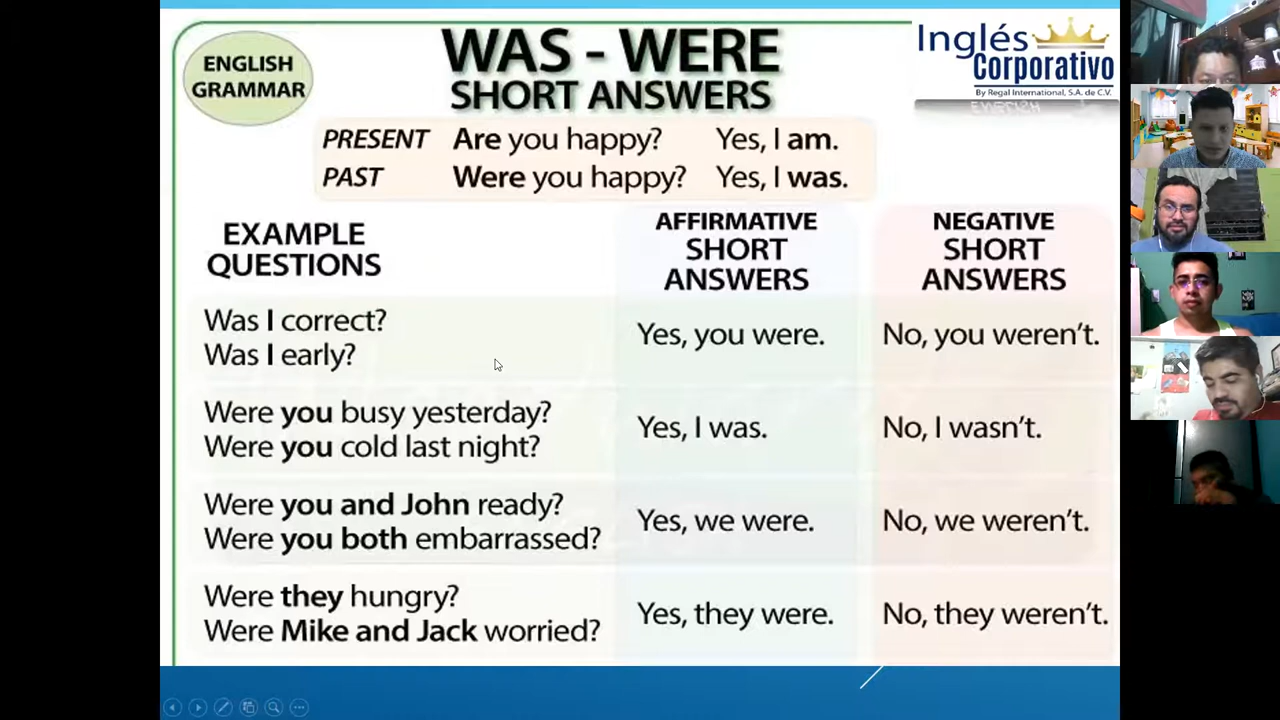 ENGLISH
GRAMMAR
WAS - WERE
SHORT ANSWERS
Inglés
Corporativo
By Regal International, S.A. de C.V.
PRESENT Are you happy? Yes, I am.
PAST Were you happy? Yes, I was.
EXAMPLE
QUESTIONS
AFFIRMATIVE
SHORT
ANSWERS
NEGATIVE
SHORT
ANSWERS
Was I correct?
Was I early?
Yes, you were.
No, you weren't.
Were you busy yesterday?
Were you cold last night?
Yes, I was.
No, I wasn't.
Were you and John ready?
Were you both embarrassed?
Yes, we were.
No, we weren't.
Were they hungry?
Were Mike and Jack worried?
Yes, they were.
No, they weren't.